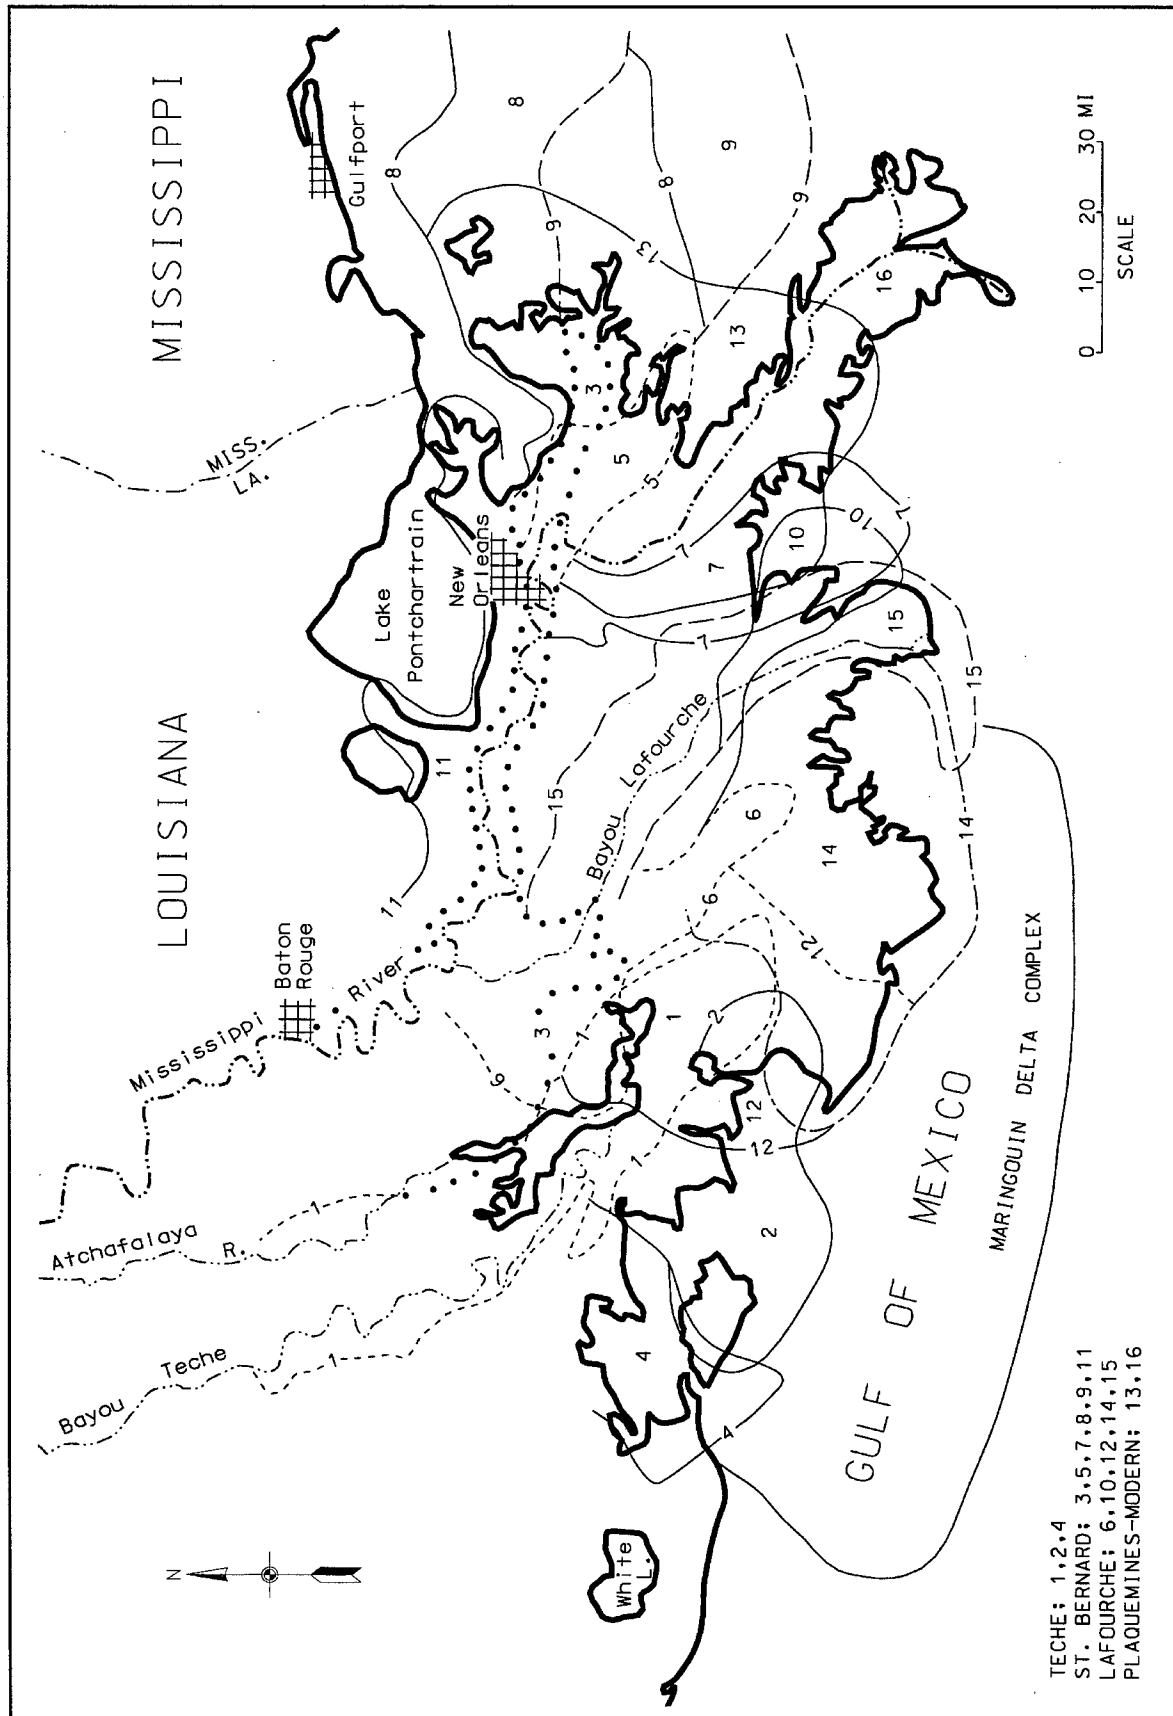 LOUISIANA
MISSISSIPPI
N
Bayou Teche
Atchafalaya R.
Mississippi River
Baton
Rouge
MISS.
LA.
Gulfport
Lake
Pontchartrain
New
Orleans
Bayou Lafourche
White
L.
1
1
1
1
1
2
2
3
3
4
4
5
5
6
6
6
7
7
7
8
8
8
9
9
9
10
10
11
11
12
12
12
13
13
14
14
15
15
15
16
GULF OF MEXICO
MARINGOUIN DELTA COMPLEX
TECHE: 1,2,4
ST. BERNARD: 3,5,7,8,9,11
LAFOURCHE: 6,10,12,14,15
PLAQUEMINES-MODERN: 13,16
0 10 20 30 MI
SCALE